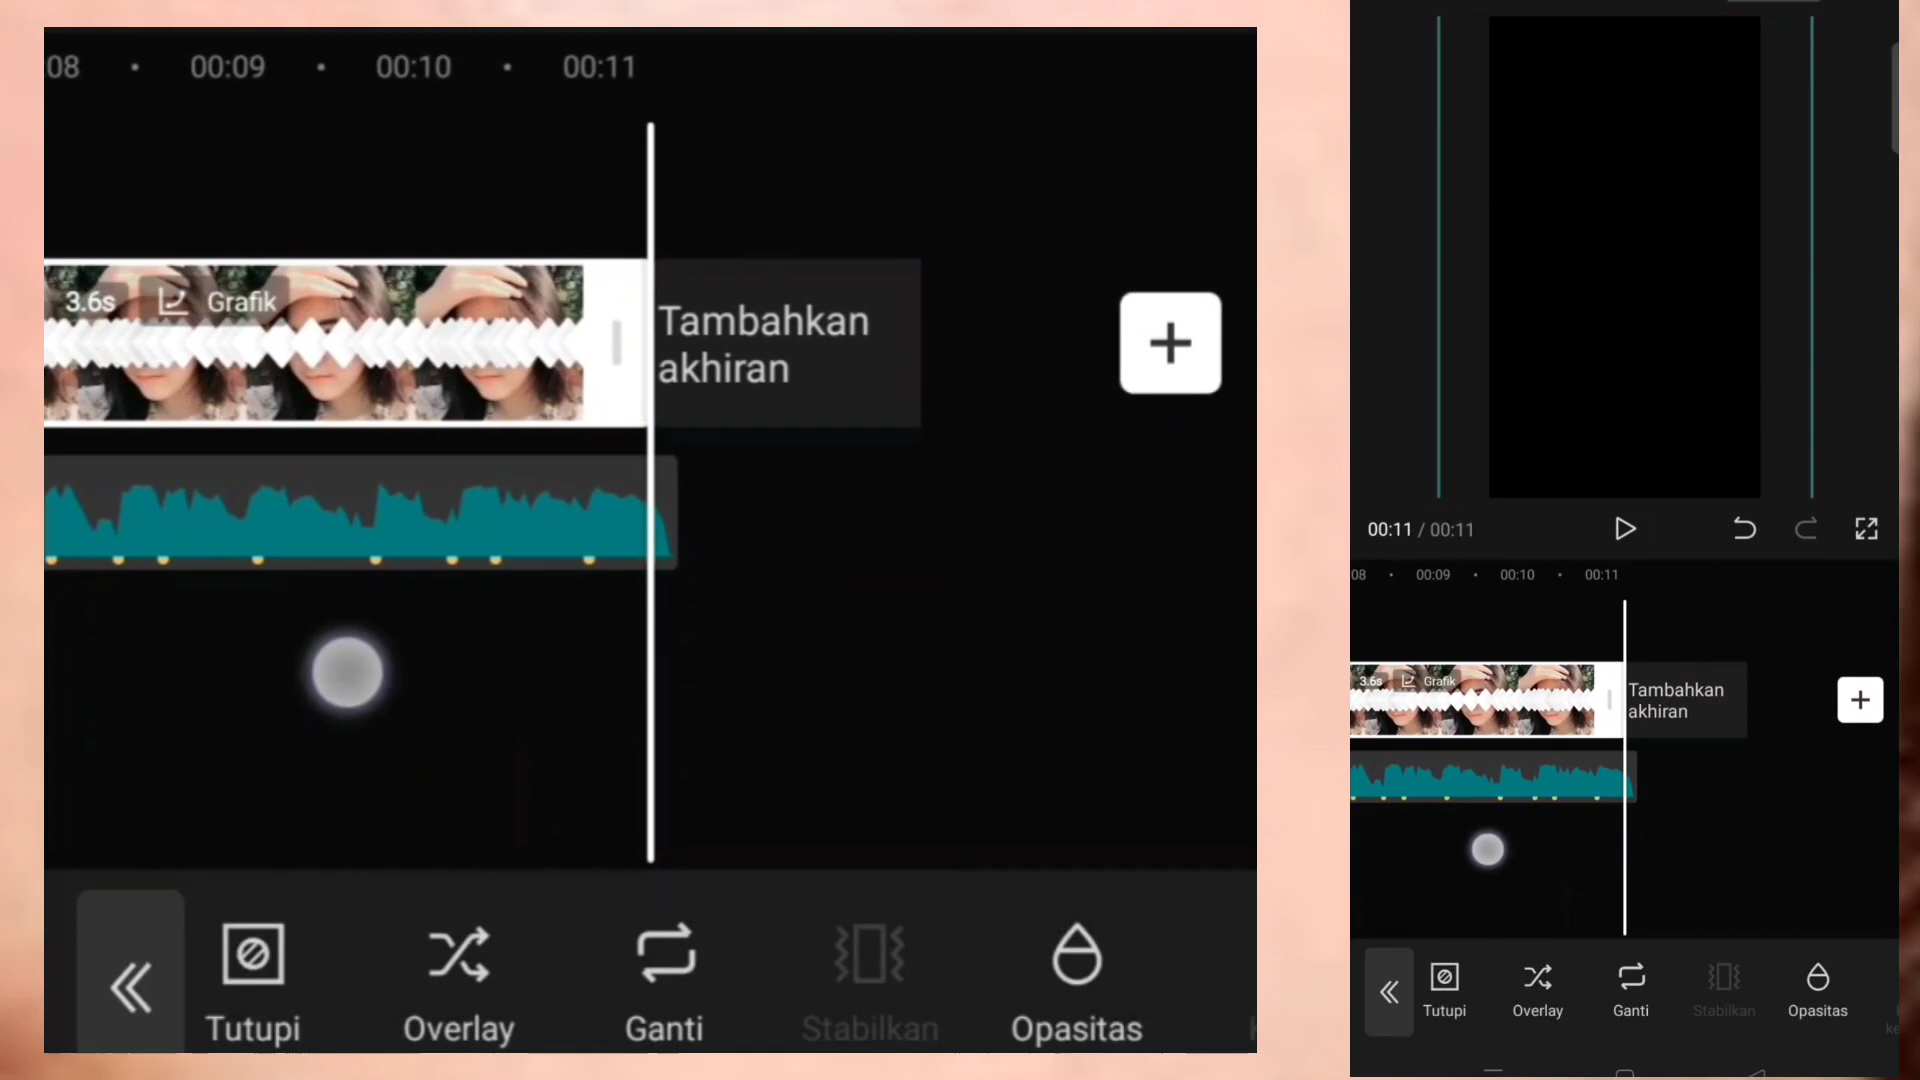 08 • 00:09 • 00:10 • 00:11
3.6s Grafik
Tambahkan
akhiran
Tutupi
Overlay
Ganti
Stabilkan
Opasitas
00:11 / 00:11
08 • 00:09 • 00:10 • 00:11
3.6s Grafik
Tambahkan
akhiran
Tutupi
Overlay
Ganti
Stabilkan
Opasitas